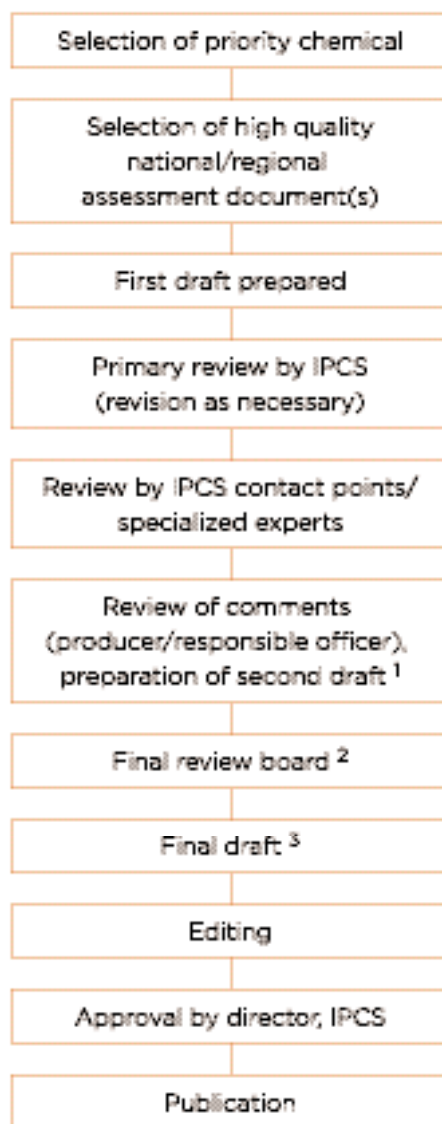 Selection of priority chemical
Selection of high quality
national/regional
assessment document(s)
First draft prepared
Primary review by IPCS
(revision as necessary)
Review by IPCS contact points/
specialized experts
Review of comments
(producer/responsible officer),
preparation of second draft ¹
Final review board ²
Final draft ³
Editing
Approval by director, IPCS
Publication